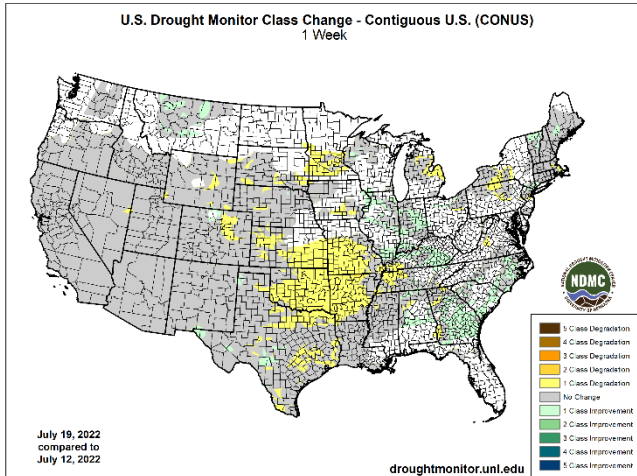 U.S. Drought Monitor Class Change - Contiguous U.S. (CONUS)
1 Week
NDMC
5 Class Degradation
4 Class Degradation
3 Class Degradation
2 Class Degradation
1 Class Degradation
No Change
1 Class Improvement
2 Class Improvement
3 Class Improvement
4 Class Improvement
5 Class Improvement
July 19, 2022
compared to
July 12, 2022
droughtmonitor.unl.edu